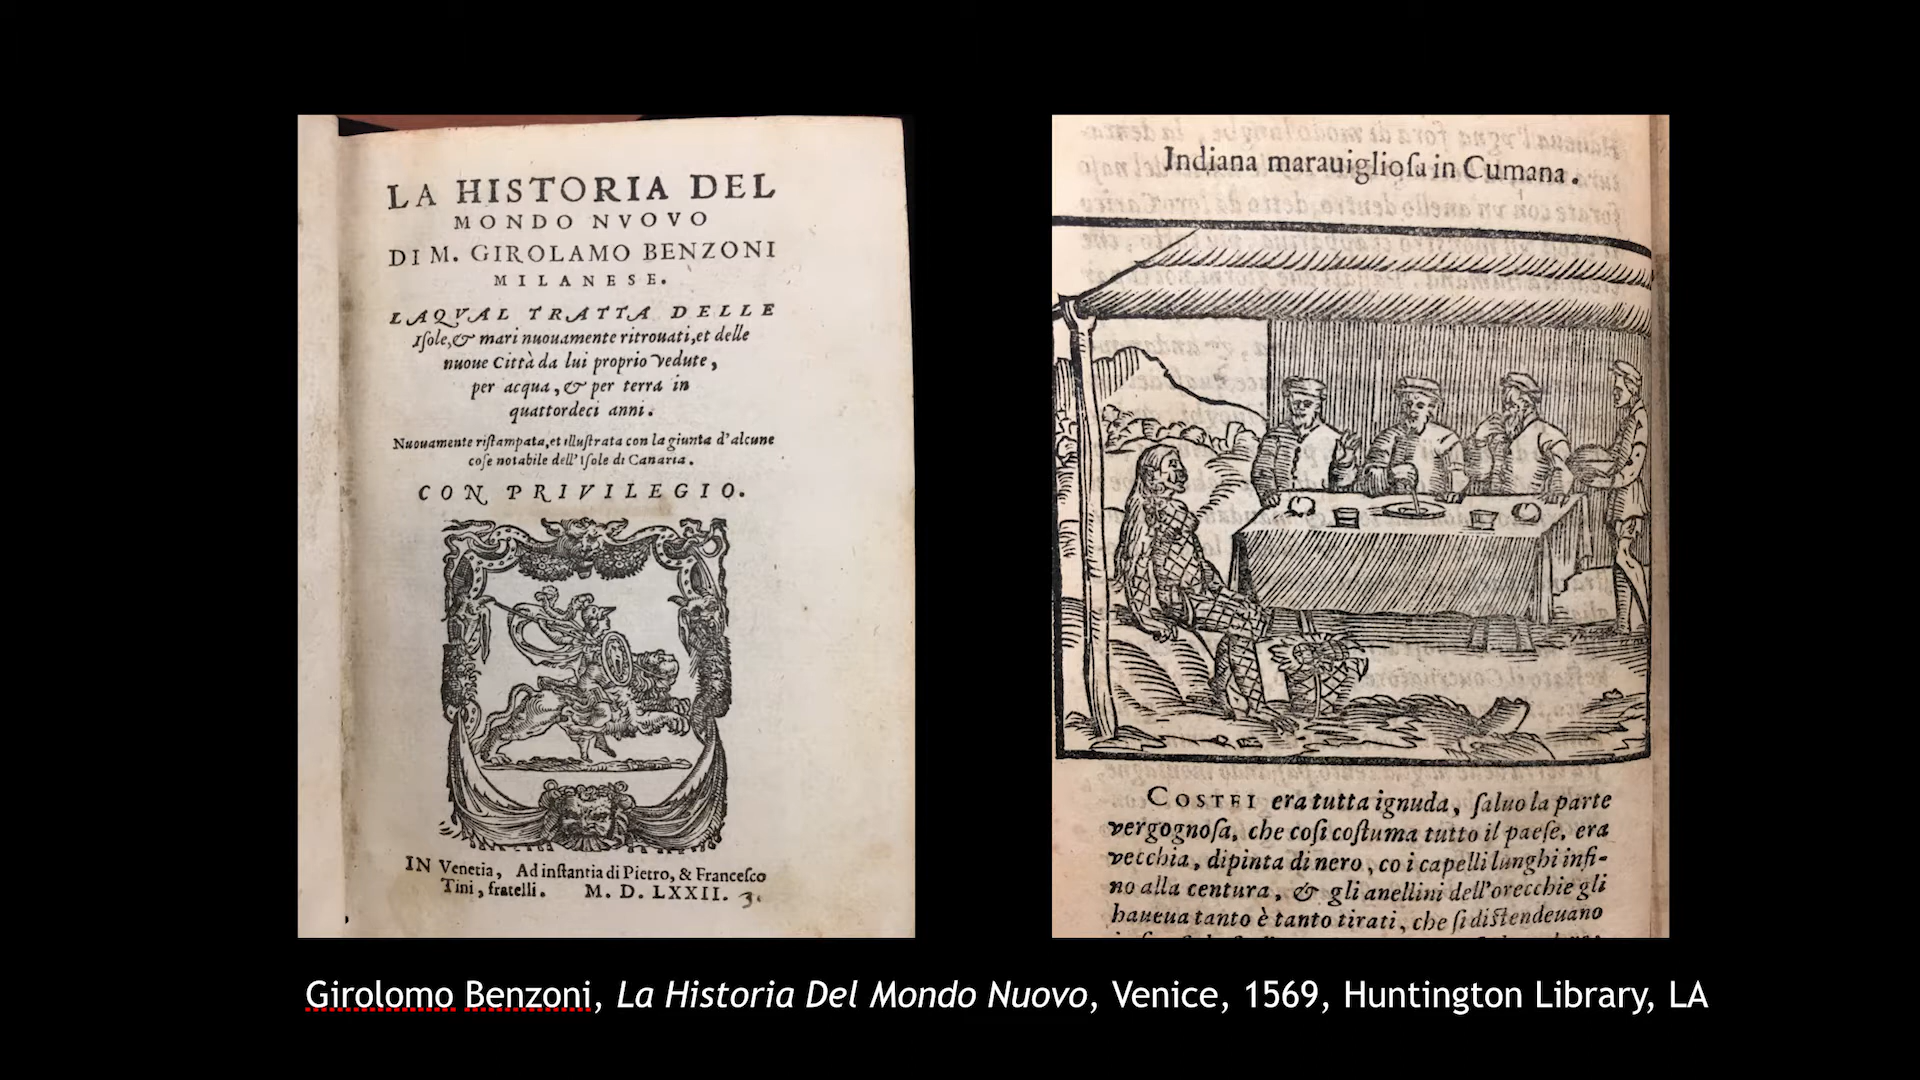 LA HISTORIA DEL
MONDO NVOVO
DI M. GIROLAMO BENZONI
MILANESE.
LAQVAL TRATTA DELLE
Iſole,& mari nuouamente ritrouati,et delle
nuoue Città da lui proprio vedute,
per acqua,& per terra in
quattordeci anni.
Nuouamente riſtampata,et illuſtrata con la giunta d'alcune
coſe notabile dell'Iſole di Canaria.
CON PRIVILEGIO.
IN Venetia, Ad inſtantia di Pietro, & Franceſco
Tini, fratelli. M. D. LXXII.
Indiana marauiglioſa in Cumana.
COSTEI era tutta ignuda, ſaluo la parte
vergognoſa, che coſi coſtuma tutto il paeſe, era
vecchia, dipinta di nero, co i capelli lunghi infi-
no alla centura, & gli anellini dell'orecchie gli
haueua tanto è tanto tirati, che ſi diſtendeuano
Girolomo Benzoni, La Historia Del Mondo Nuovo, Venice, 1569, Huntington Library, LA